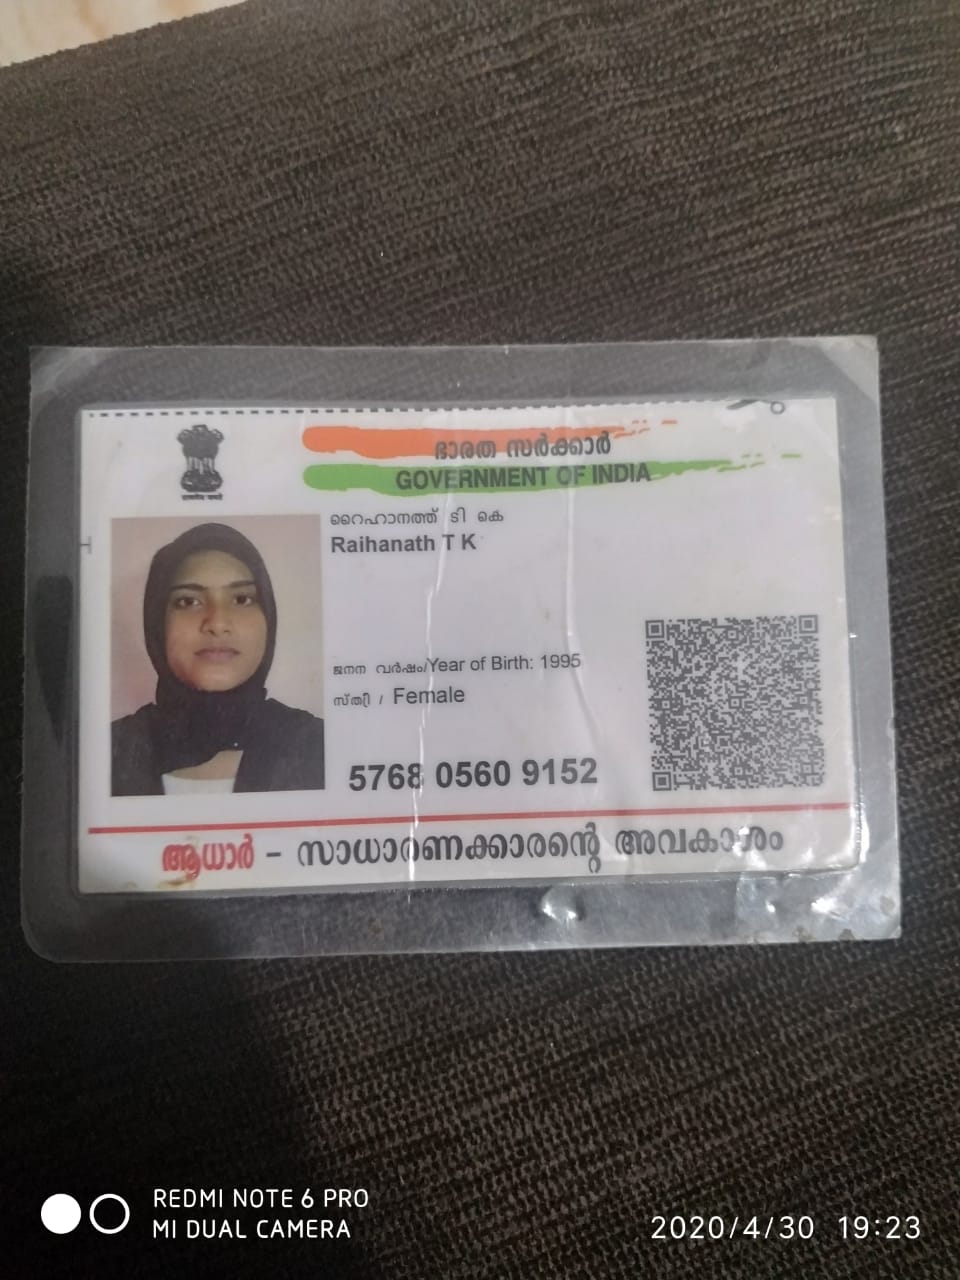 ഭാരത സർക്കാർ
GOVERNMENT OF INDIA
റൈഹാനത്ത് ടി കെ
Raihanath T K
ജനന വർഷം/Year of Birth: 1995
സ്ത്രീ / Female
5768 0560 9152
ആധാർ - സാധാരണക്കാരന്റെ അവകാശം
REDMI NOTE 6 PRO
MI DUAL CAMERA
2020/4/30 19:23